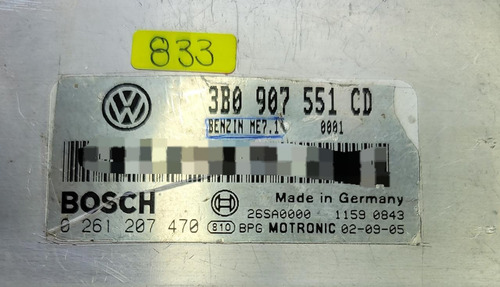 833
3B0 907 551 CD
BENZIN ME7.1 0001
BOSCH Made in Germany
26SA0000 1159 0843
0 261 207 470 810 BPG MOTRONIC 02-09-05